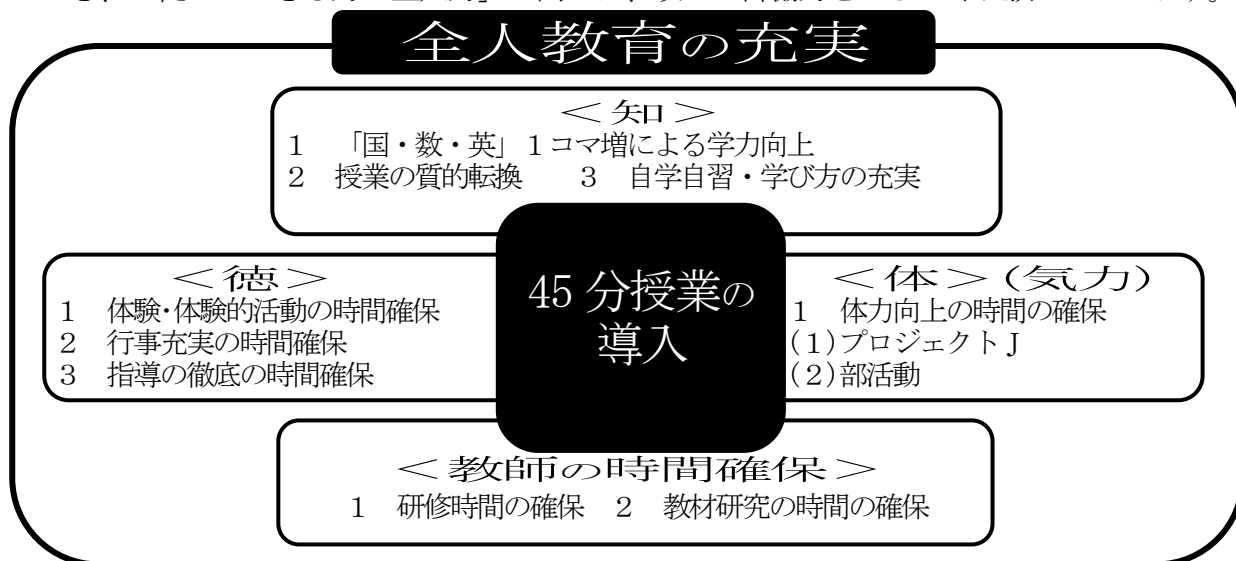 全人教育の充実
＜知＞
1　「国・数・英」1コマ増による学力向上
2　授業の質的転換　　3　自学自習・学び方の充実
＜徳＞
1　体験・体験的活動の時間確保
2　行事充実の時間確保
3　指導の徹底の時間確保
45分授業の
導入
＜体＞(気力)
1　体力向上の時間の確保
(1)プロジェクトJ
(2)部活動
＜教師の時間確保＞
1　研修時間の確保　2　教材研究の時間の確保